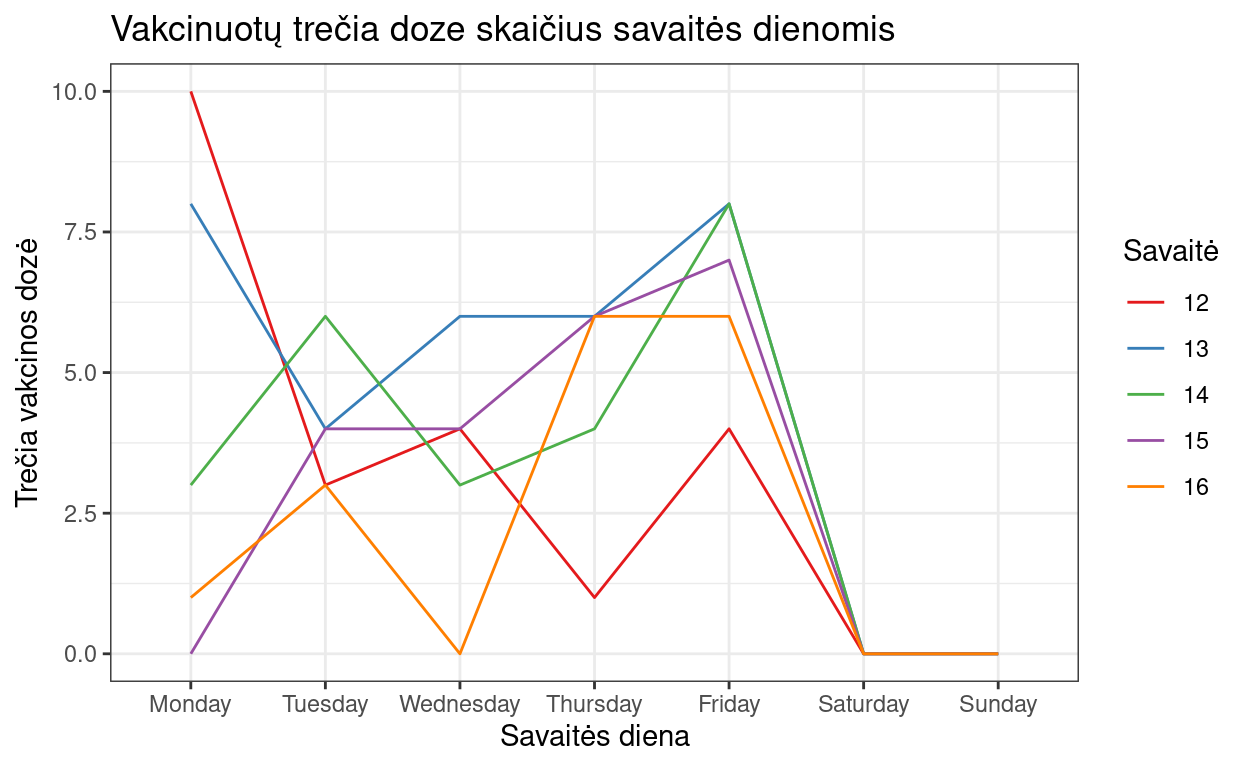 Vakcinuotų trečia doze skaičius savaitės dienomis
Trečia vakcinos dozė
10.0
7.5
5.0
2.5
0.0
Monday Tuesday Wednesday Thursday Friday Saturday Sunday
Savaitės diena
Savaitė
12
13
14
15
16